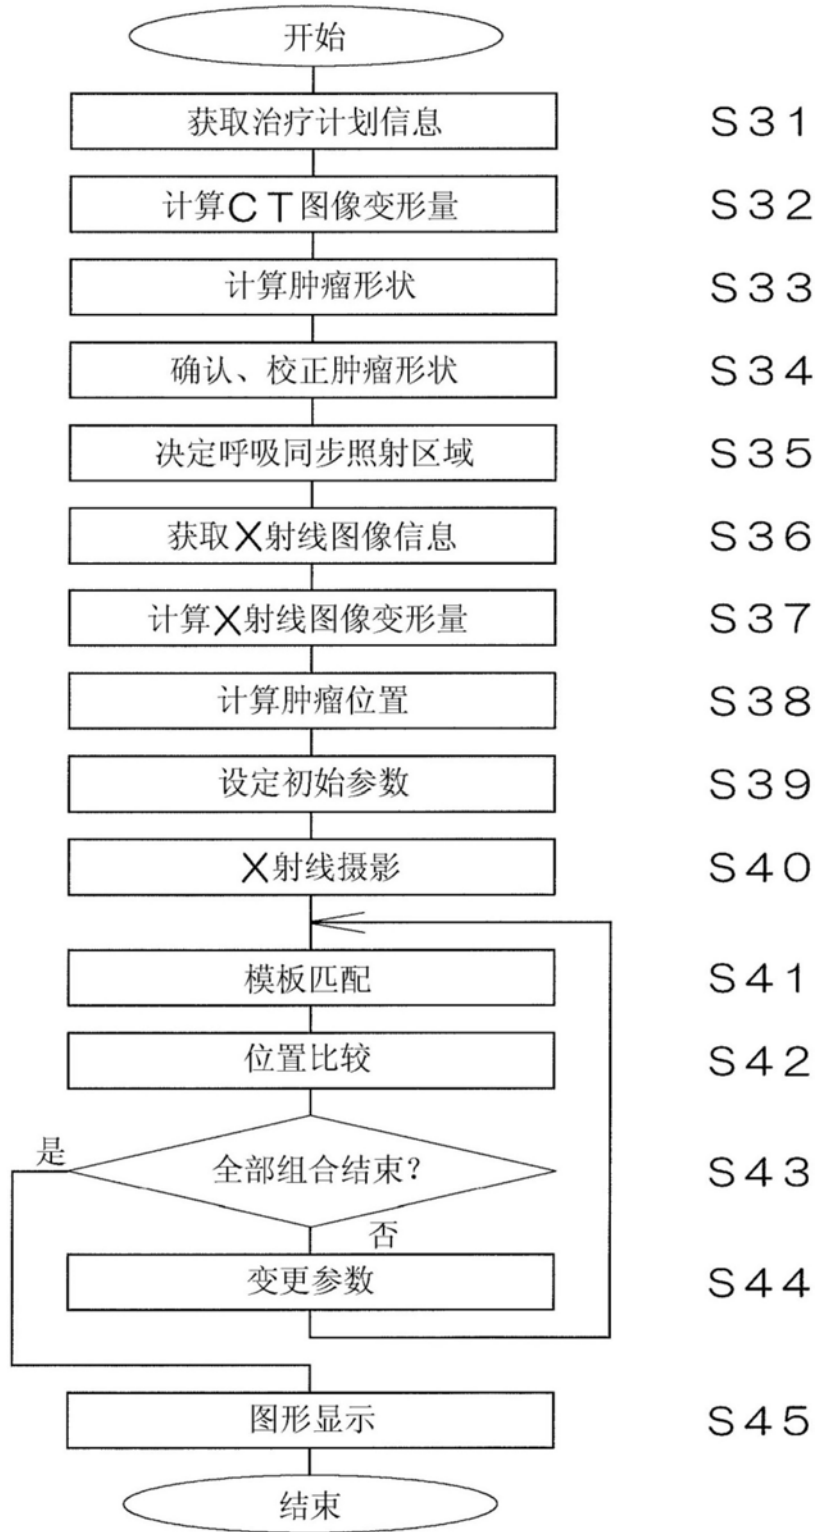 开始
获取治疗计划信息 S31
计算CT图像变形量 S32
计算肿瘤形状 S33
确认、校正肿瘤形状 S34
决定呼吸同步照射区域 S35
获取X射线图像信息 S36
计算X射线图像变形量 S37
计算肿瘤位置 S38
设定初始参数 S39
X射线摄影 S40
模板匹配 S41
位置比较 S42
是
全部组合结束? S43
否
变更参数 S44
图形显示 S45
结束